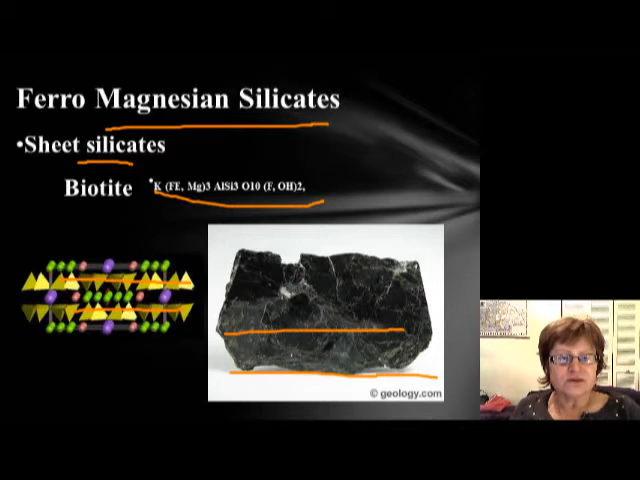 Ferro Magnesian Silicates
•Sheet silicates
Biotite •K (FE, Mg)3 AlSi3 O10 (F, OH)2,
© geology.com